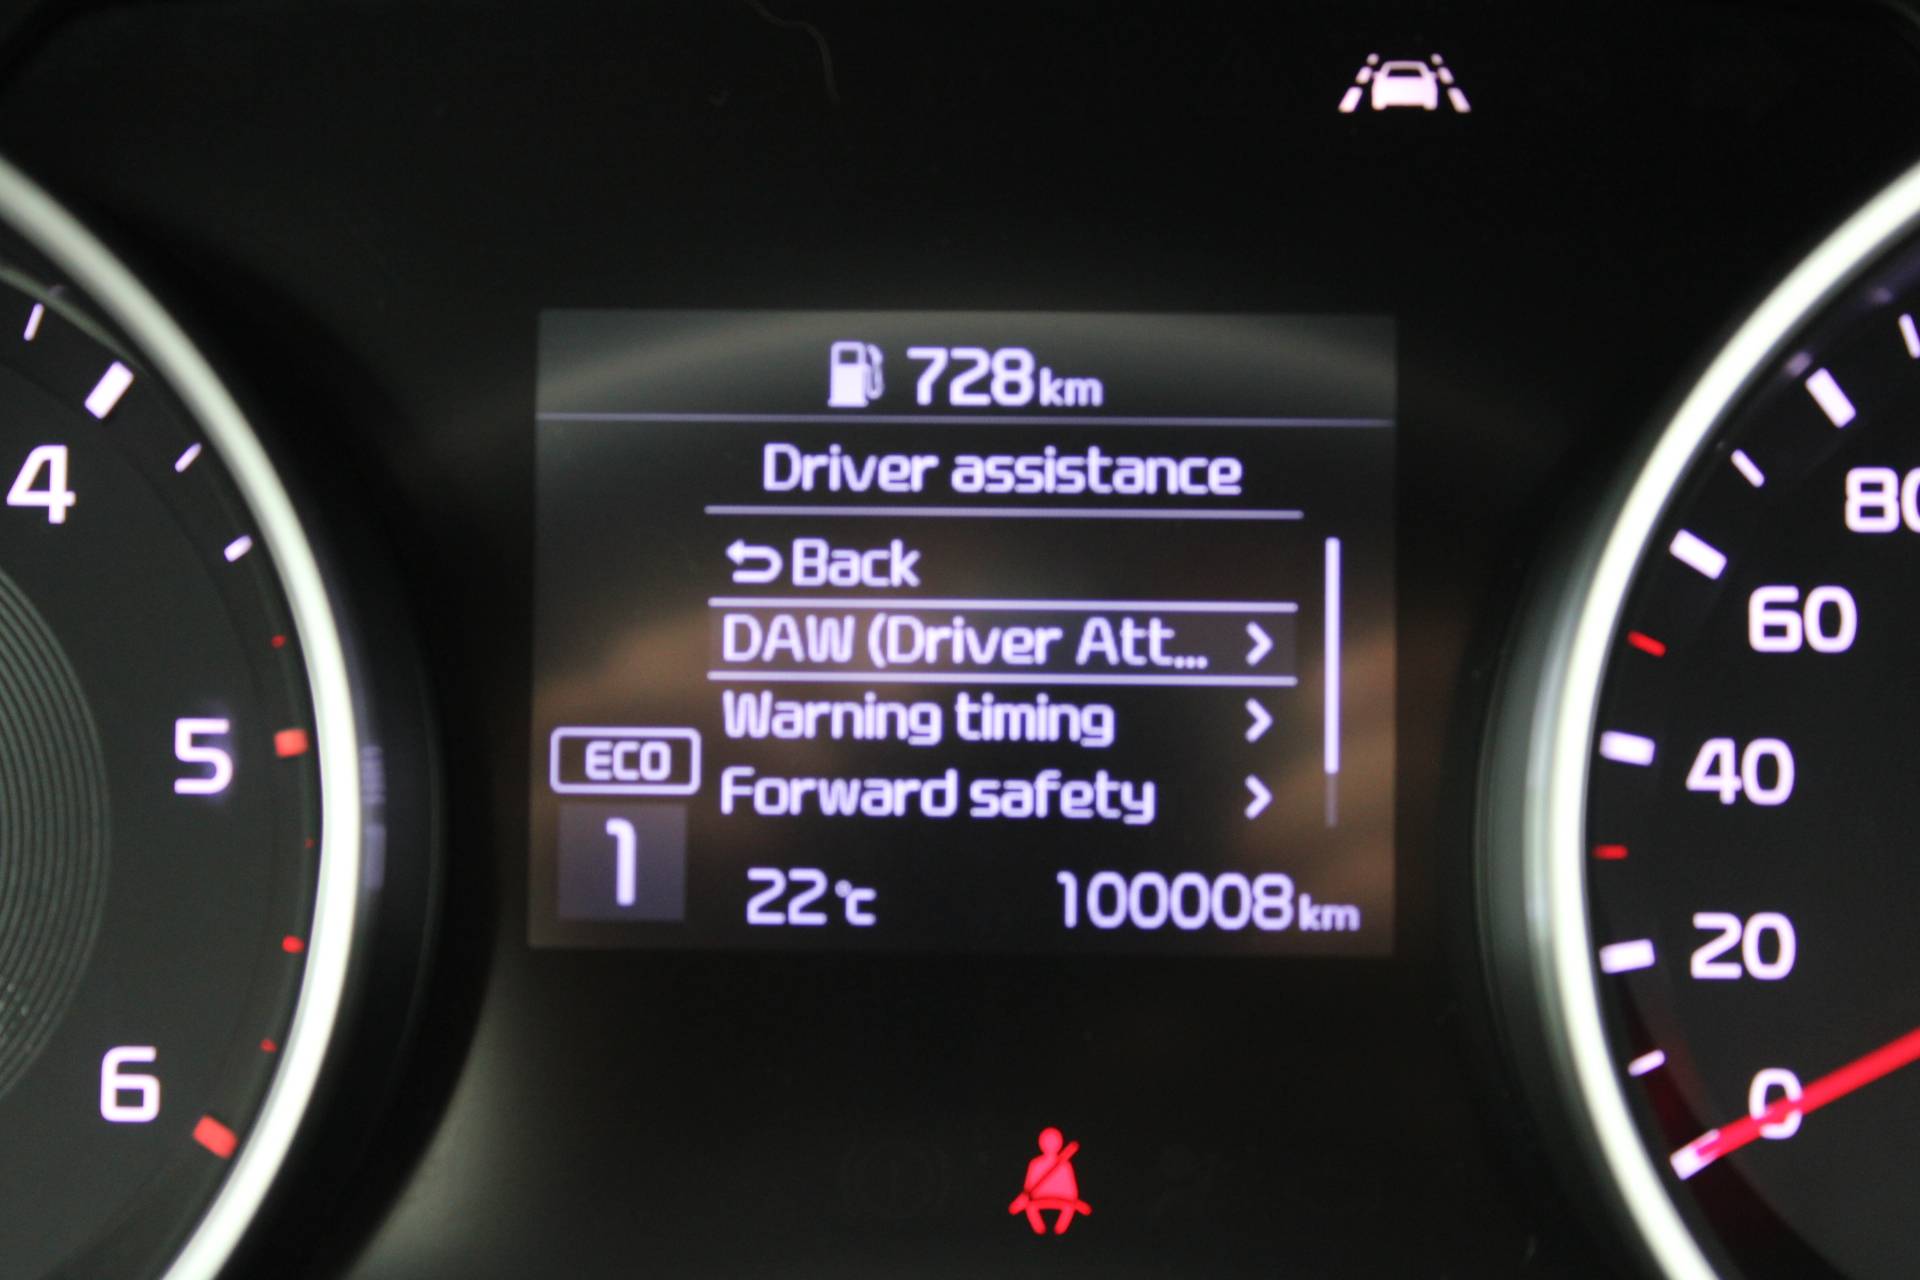 728km
Driver assistance
Back
DAW (Driver Att...
Warning timing
Forward safety
ECO
1
22°C
100008km
4
5
6
80
60
40
20
0